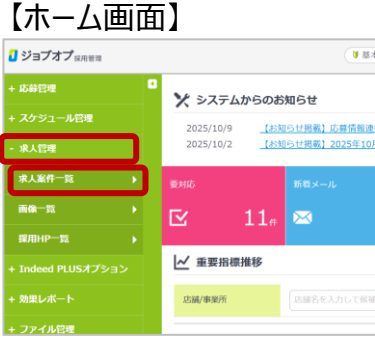 【ホーム画面】
ジョブオプ採用管理
基本
+ 応募管理
+ スケジュール管理
- 求人管理
求人案件一覧
画像一覧
採用HP一覧
+ Indeed PLUSオプション
+ 効果レポート
+ ファイル管理
システムからのお知らせ
2025/10/9 【お知らせ掲載】応募情報連
2025/10/2 【お知らせ掲載】2025年10月
要対応
11件
新着メール
重要指標推移
店舗/事業所
店舗名を入力して候補